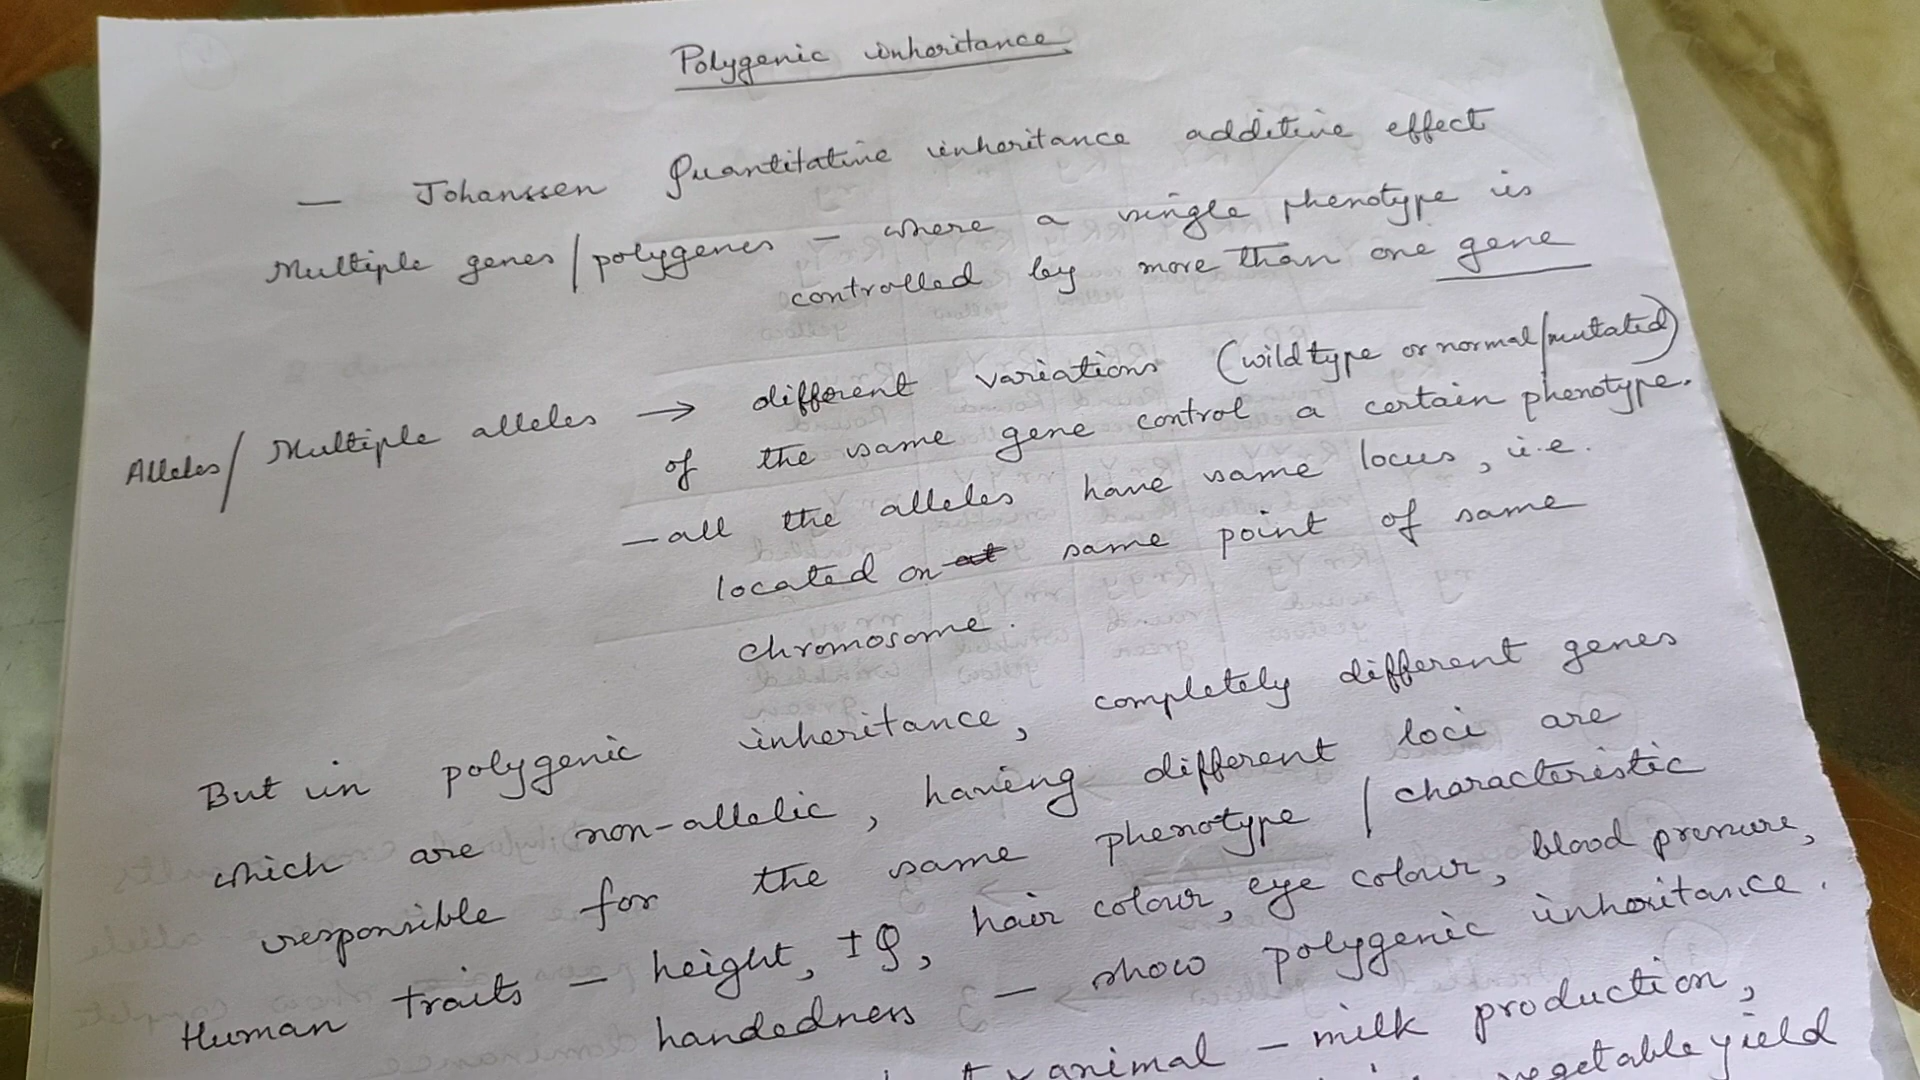 Polygenic inheritance
— Johanssen Quantitative inheritance additive effect
Multiple genes/polygenes – where a single phenotype is
controlled by more than one gene
Alleles/ Multiple alleles → different variations (wild type or normal/mutated)
of the same gene control a certain phenotype.
– all the alleles have same locus, i.e.
located on at same point of same
chromosome.
But in polygenic inheritance, completely different genes
which are non-allelic, having different loci are
responsible for the same phenotype / characteristic
Human traits – height, IQ, hair colour, eye colour, blood pressure,
handedness – show polygenic inheritance.
animal – milk production,
vegetable yield